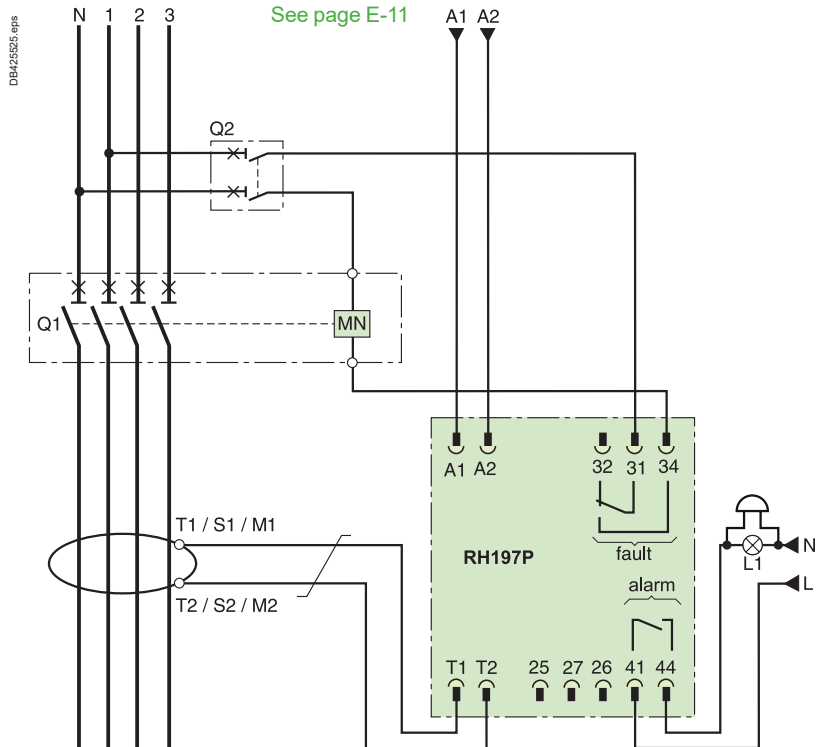 DB425525.eps
N 1 2 3
See page E-11
A1 A2
Q2
Q1
MN
A1 A2
32 31 34
T1 / S1 / M1
fault
RH197P
N
L1
alarm
L
T2 / S2 / M2
T1 T2 25 27 26 41 44